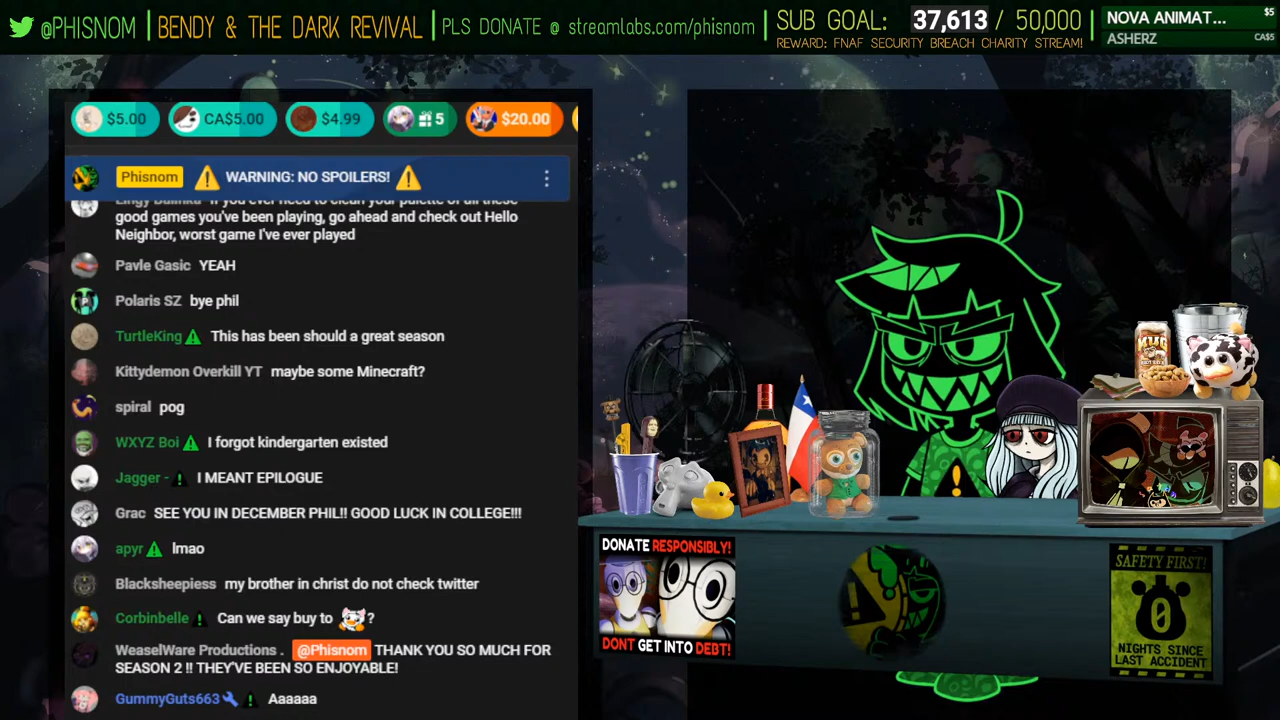 @PHISNOM
BENDY & THE DARK REVIVAL
PLS DONATE @ streamlabs.com/phisnom
SUB GOAL: 37,613 / 50,000
REWARD: FNAF SECURITY BREACH CHARITY STREAM!
NOVA ANIMAT... $5
ASHERZ CA$5
$5.00 CA$5.00 $4.99 5 $20.00
Phisnom WARNING: NO SPOILERS!
good games you've been playing, go ahead and check out Hello
Neighbor, worst game I've ever played
Pavle Gasic YEAH
Polaris SZ bye phil
TurtleKing This has been should a great season
Kittydemon Overkill YT maybe some Minecraft?
spiral pog
WXYZ Boi I forgot kindergarten existed
Jagger - I MEANT EPILOGUE
Grac SEE YOU IN DECEMBER PHIL!! GOOD LUCK IN COLLEGE!!!
apyr lmao
Blacksheepiess my brother in christ do not check twitter
Corbinbelle Can we say buy to ?
WeaselWare Productions . @Phisnom THANK YOU SO MUCH FOR
SEASON 2 !! THEY'VE BEEN SO ENJOYABLE!
GummyGuts663 Aaaaaa
MUG
DONATE RESPONSIBLY!
DONT GET INTO DEBT!
SAFETY FIRST!
0
NIGHTS SINCE
LAST ACCIDENT